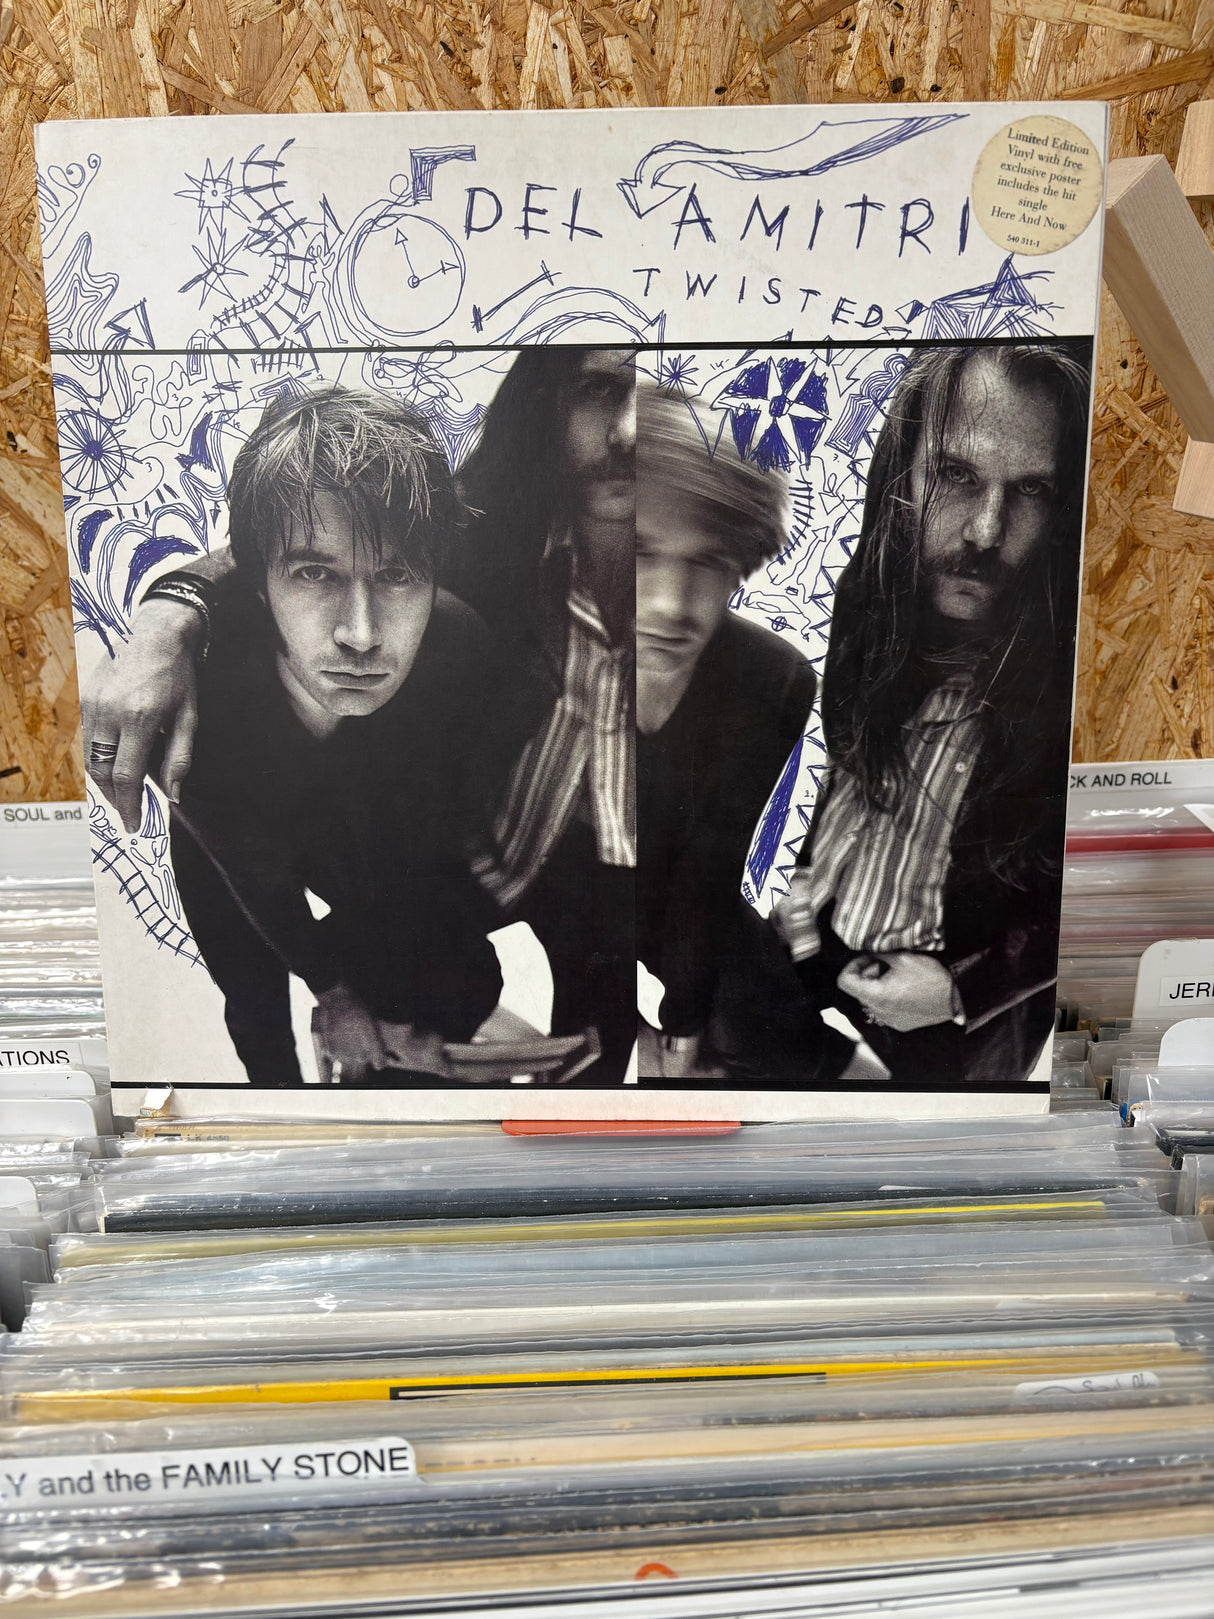 DEL AMITRI
TWISTED
Limited Edition
Vinyl with free
exclusive poster
includes the hit
single
Here And Now
540 311-1
CK AND ROLL
SOUL and
JER
ATIONS
Y and the FAMILY STONE